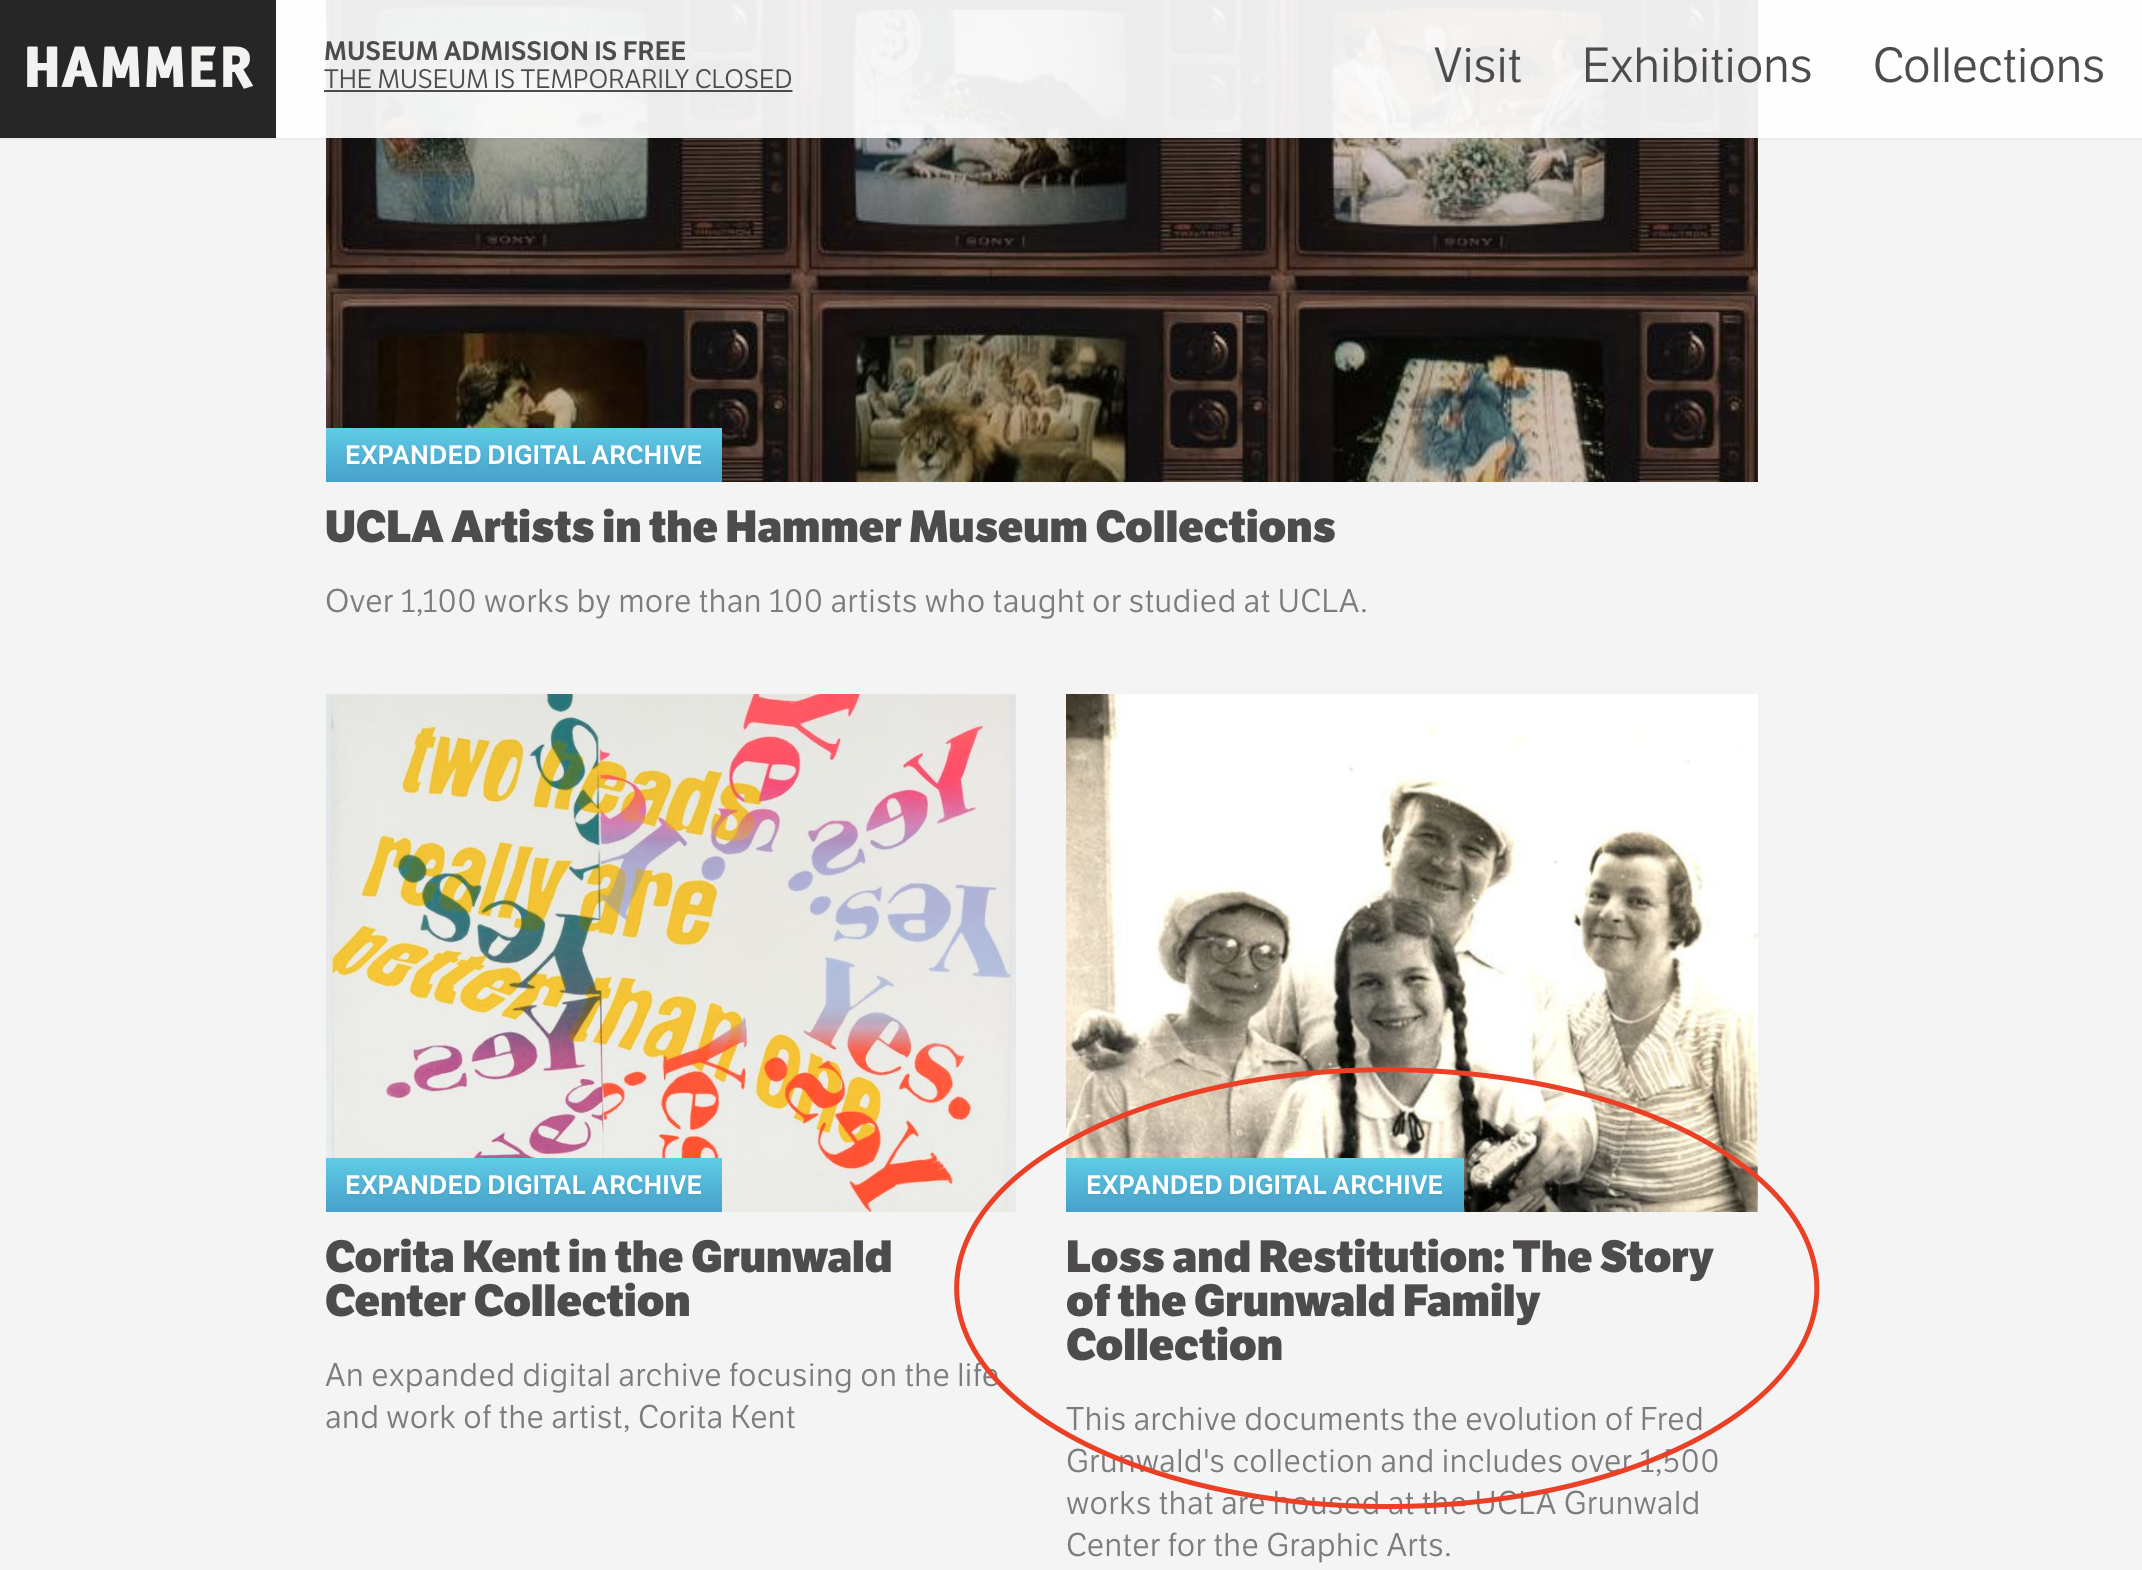 HAMMER
MUSEUM ADMISSION IS FREE
THE MUSEUM IS TEMPORARILY CLOSED
Visit Exhibitions Collections
SONY SONY SONY
EXPANDED DIGITAL ARCHIVE
UCLA Artists in the Hammer Museum Collections
Over 1,100 works by more than 100 artists who taught or studied at UCLA.
two heads
really are
better than one
Yes.
Yes.
Yes.
Yes.
Yes.
Yes.
Yes.
Yes.
Yes
Yes.
EXPANDED DIGITAL ARCHIVE
Corita Kent in the Grunwald
Center Collection
An expanded digital archive focusing on the life
and work of the artist, Corita Kent
EXPANDED DIGITAL ARCHIVE
Loss and Restitution: The Story
of the Grunwald Family
Collection
This archive documents the evolution of Fred
Grunwald's collection and includes over 1,500
works that are housed at the UCLA Grunwald
Center for the Graphic Arts.